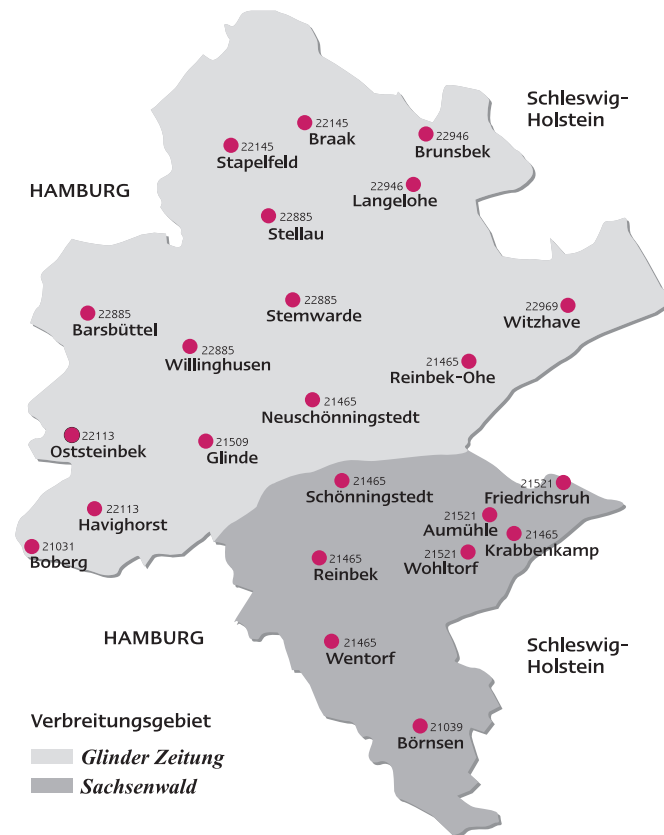 Schleswig-
Holstein
22145
Braak
22946
Brunsbek
22145
Stapelfeld
22946
Langelohe
HAMBURG
22885
Stellau
22885
Stemwarde
22969
Witzhave
22885
Barsbüttel
22885
Willinghusen
21465
Reinbek-Ohe
21465
Neuschönningstedt
22113
Oststeinbek
21509
Glinde
21465
Schönningstedt
21521
Friedrichsruh
22113
Havighorst
21521
Aumühle
21465
Krabbenkamp
21031
Boberg
21465
Reinbek
21521
Wohltorf
HAMBURG
21465
Wentorf
Schleswig-
Holstein
21039
Börnsen
Verbreitungsgebiet
Glinder Zeitung
Sachsenwald